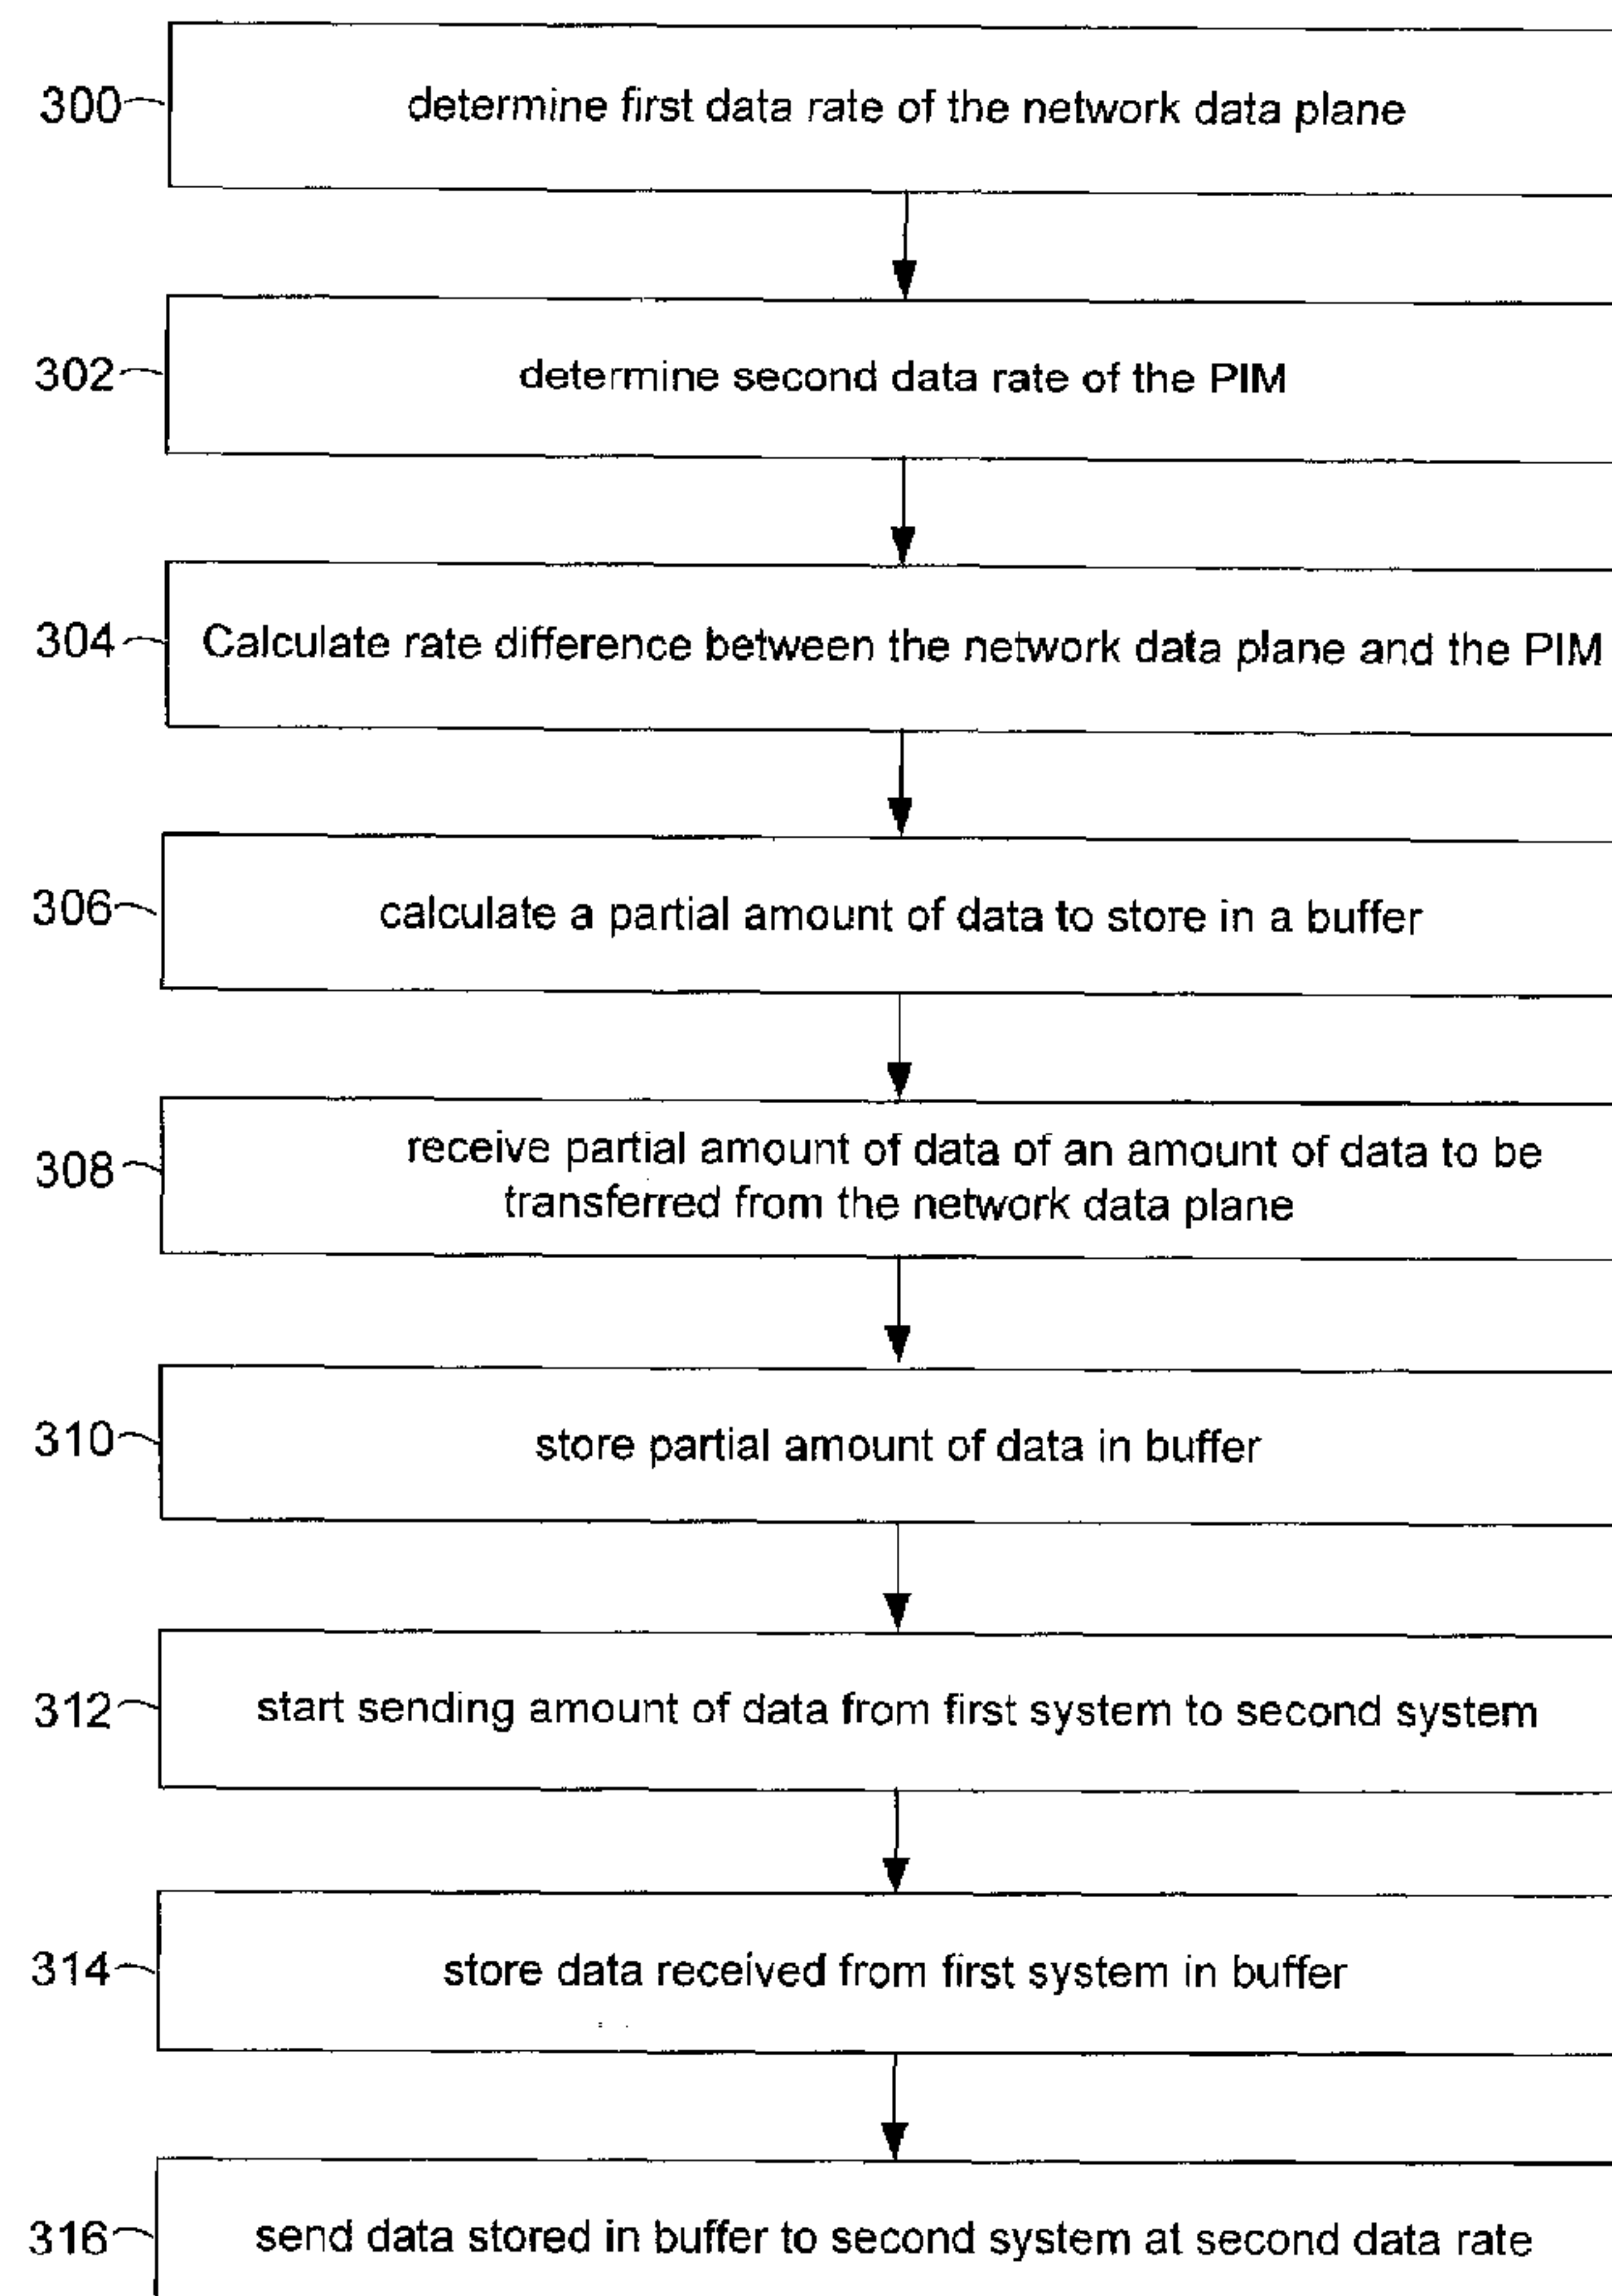 300
determine first data rate of the network data plane
302
determine second data rate of the PIM
304
Calculate rate difference between the network data plane and the PIM
306
calculate a partial amount of data to store in a buffer
308
receive partial amount of data of an amount of data to be
transferred from the network data plane
310
store partial amount of data in buffer
312
start sending amount of data from first system to second system
314
store data received from first system in buffer
316
send data stored in buffer to second system at second data rate